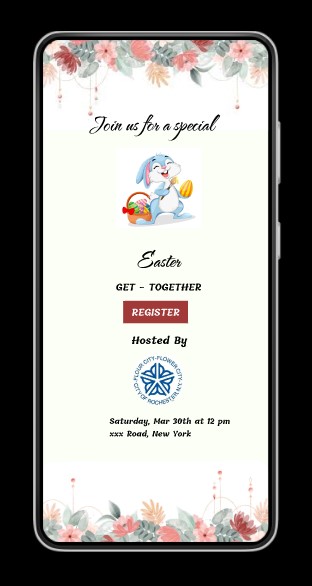 Join us for a special
Easter
GET - TOGETHER
REGISTER
Hosted By
FLOUR CITY-FLOWER CITY
CITY OF ROCHESTER, N.Y.
Saturday, Mar 30th at 12 pm
xxx Road, New York